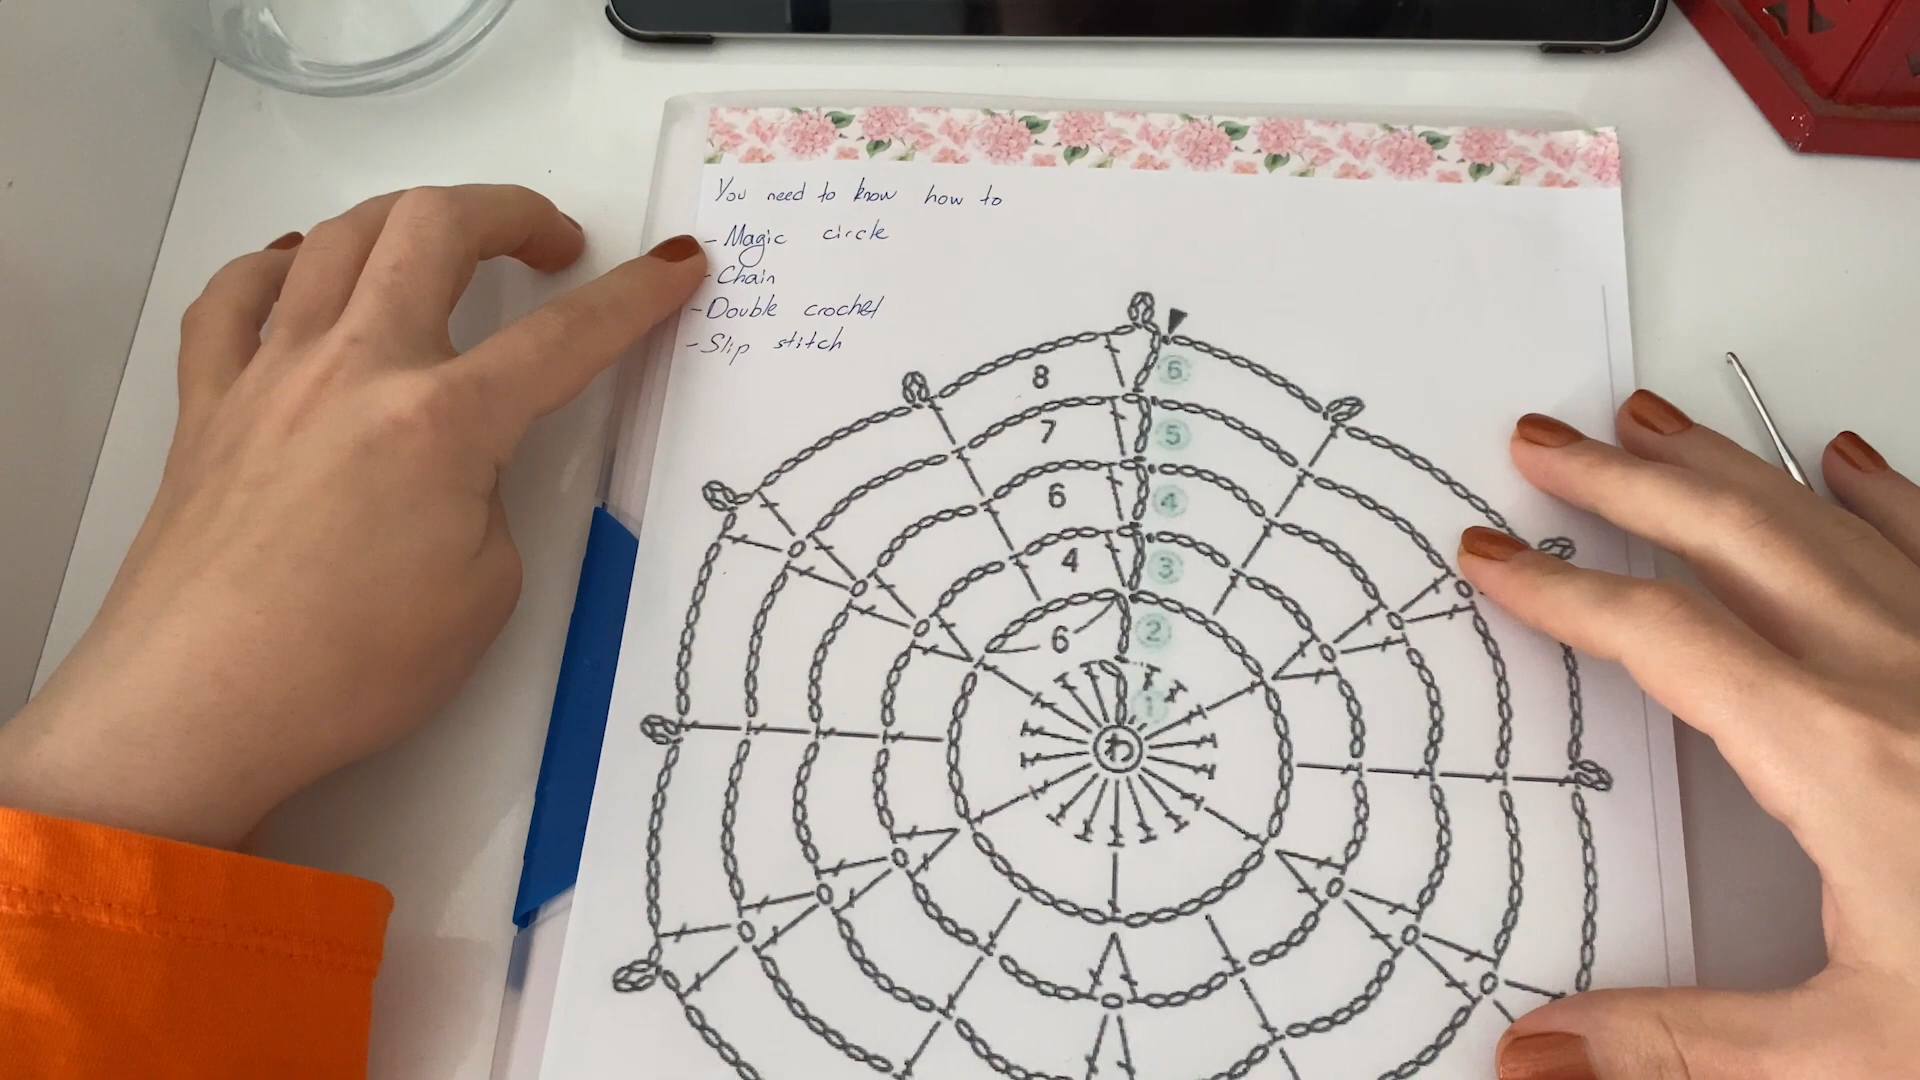 You need to know how to
- Magic circle
- Chain
- Double crochet
- Slip stitch
8
6
7
5
6
4
4
3
6
2
1
わ